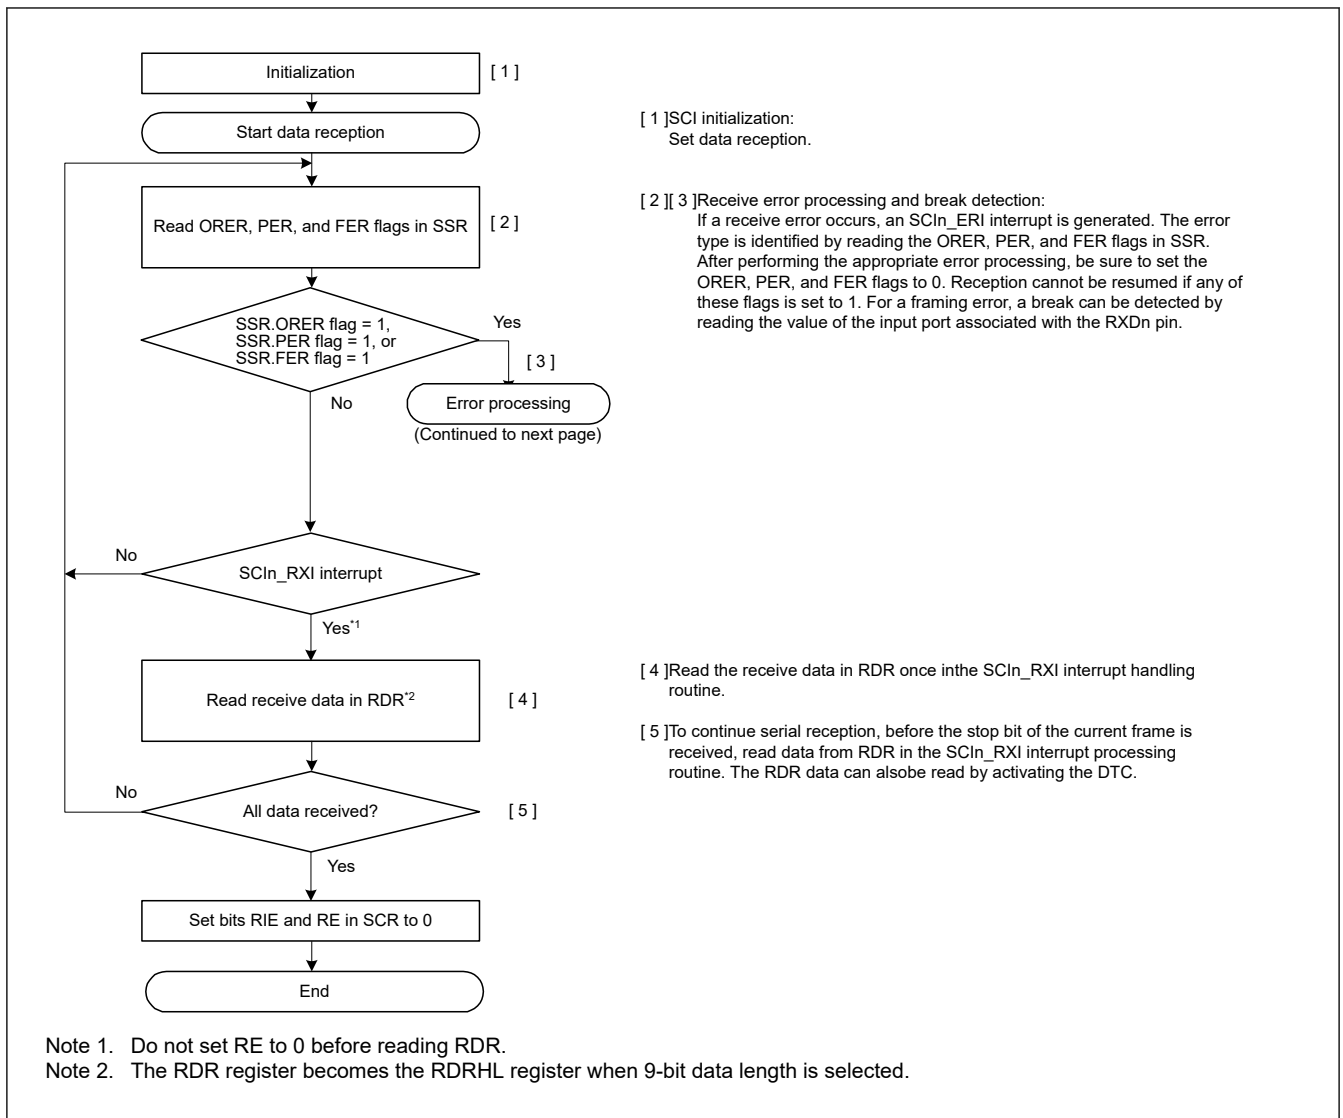 Initialization
[ 1 ]
Start data reception
[ 1 ]SCI initialization:
Set data reception.
Read ORER, PER, and FER flags in SSR
[ 2 ]
[ 2 ][ 3 ]Receive error processing and break detection:
If a receive error occurs, an SCIn_ERI interrupt is generated. The error
type is identified by reading the ORER, PER, and FER flags in SSR.
After performing the appropriate error processing, be sure to set the
ORER, PER, and FER flags to 0. Reception cannot be resumed if any of
these flags is set to 1. For a framing error, a break can be detected by
reading the value of the input port associated with the RXDn pin.
SSR.ORER flag = 1,
SSR.PER flag = 1, or
SSR.FER flag = 1
Yes
[ 3 ]
No
Error processing
(Continued to next page)
No
SCIn_RXI interrupt
Yes*1
Read receive data in RDR*2
[ 4 ]
[ 4 ]Read the receive data in RDR once inthe SCIn_RXI interrupt handling
routine.
[ 5 ]To continue serial reception, before the stop bit of the current frame is
received, read data from RDR in the SCIn_RXI interrupt processing
routine. The RDR data can alsobe read by activating the DTC.
No
All data received?
[ 5 ]
Yes
Set bits RIE and RE in SCR to 0
End
Note 1. Do not set RE to 0 before reading RDR.
Note 2. The RDR register becomes the RDRHL register when 9-bit data length is selected.